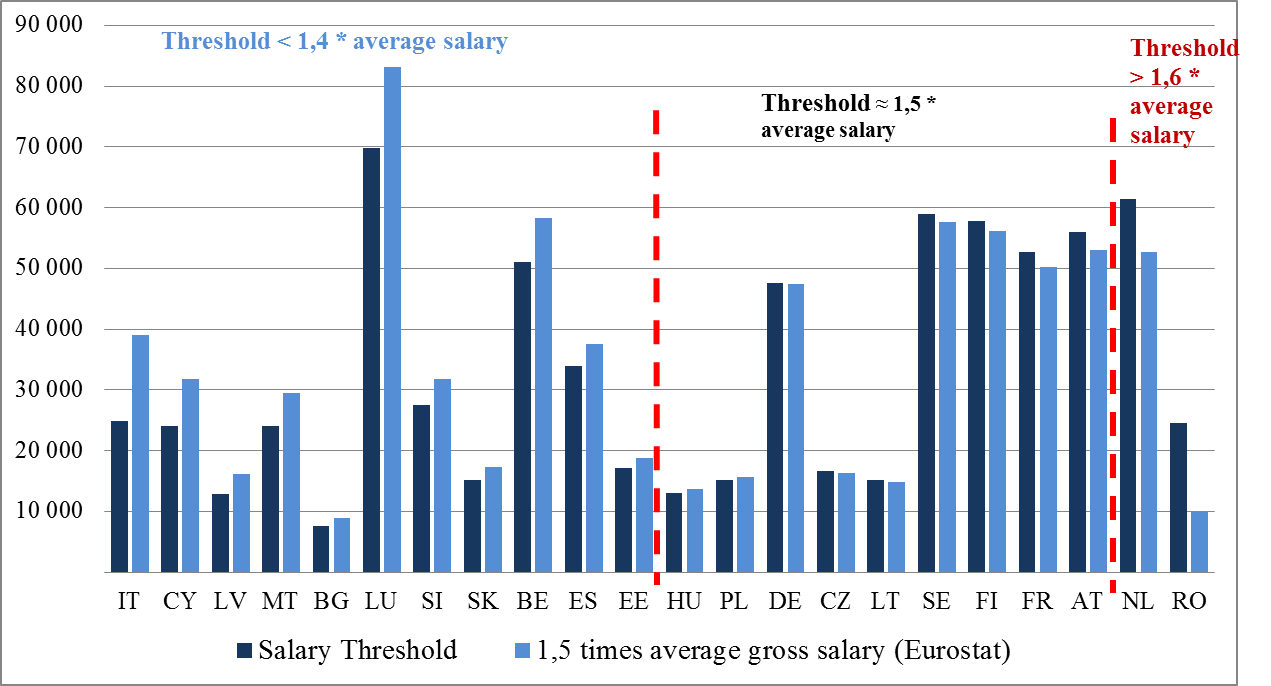 90 000
80 000
70 000
60 000
50 000
40 000
30 000
20 000
10 000
Threshold < 1,4 * average salary
Threshold ≈ 1,5 *
average salary
Threshold
> 1,6 *
average
salary
IT CY LV MT BG LU SI SK BE ES EE HU PL DE CZ LT SE FI FR AT NL RO
Salary Threshold 1,5 times average gross salary (Eurostat)